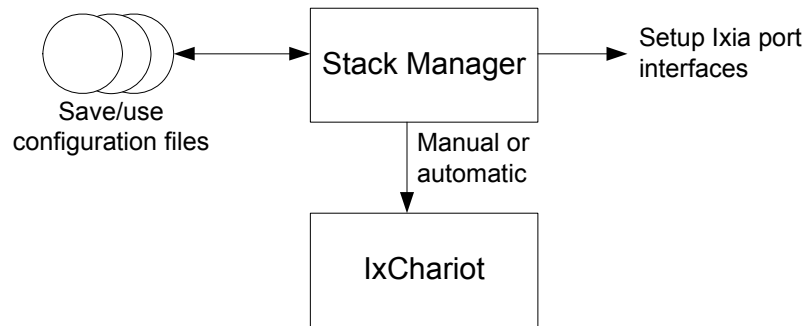 Stack Manager
Setup Ixia port
interfaces
Save/use
configuration files
Manual or
automatic
IxChariot